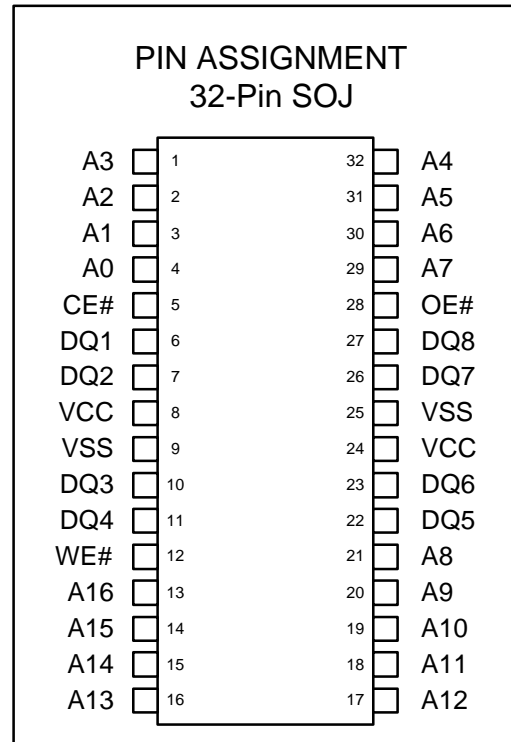 PIN ASSIGNMENT
32-Pin SOJ
A3 1 32 A4
A2 2 31 A5
A1 3 30 A6
A0 4 29 A7
CE# 5 28 OE#
DQ1 6 27 DQ8
DQ2 7 26 DQ7
VCC 8 25 VSS
VSS 9 24 VCC
DQ3 10 23 DQ6
DQ4 11 22 DQ5
WE# 12 21 A8
A16 13 20 A9
A15 14 19 A10
A14 15 18 A11
A13 16 17 A12